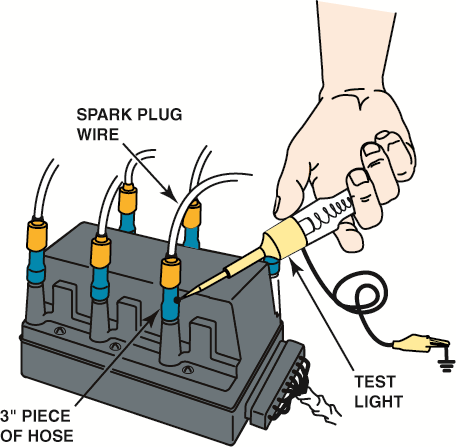 SPARK PLUG
WIRE
TEST
LIGHT
3" PIECE
OF HOSE